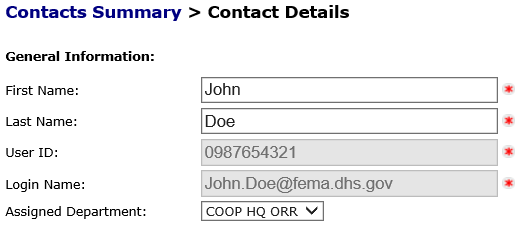 Contacts Summary > Contact Details
General Information:
First Name: John *
Last Name: Doe *
User ID: 0987654321 *
Login Name: John.Doe@fema.dhs.gov *
Assigned Department: COOP HQ ORR